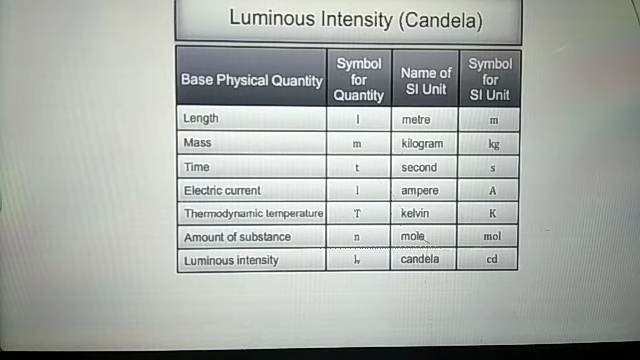 Luminous Intensity (Candela)
Base Physical Quantity Symbol for Quantity Name of SI Unit Symbol for SI Unit
Length l metre m
Mass m kilogram kg
Time t second s
Electric current I ampere A
Thermodynamic temperature T kelvin K
Amount of substance n mole mol
Luminous intensity Iv candela cd